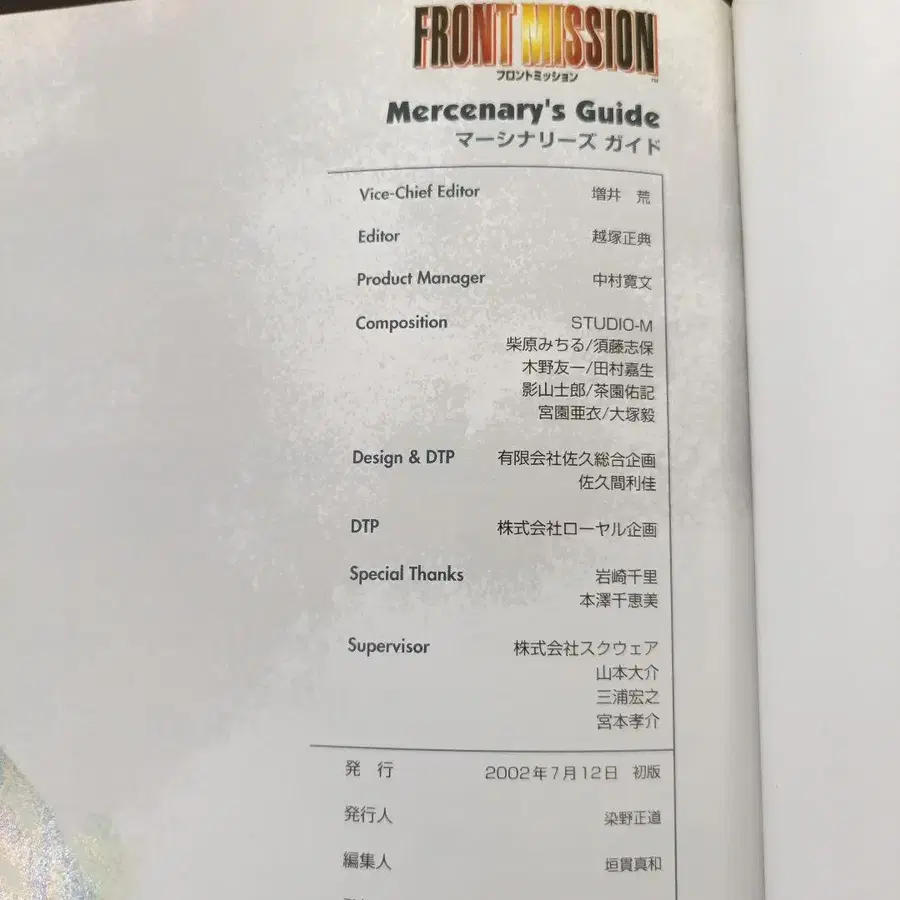 FRONT MISSION
フロントミッション
Mercenary's Guide
マーシナリーズ ガイド
Vice-Chief Editor 増井 荒
Editor 越塚正典
Product Manager 中村寛文
Composition STUDIO-M
柴原みちる/須藤志保
木野友一/田村嘉生
影山士郎/茶園佑記
宮園亜衣/大塚毅
Design & DTP 有限会社佐久総合企画
佐久間利佳
DTP 株式会社ローヤル企画
Special Thanks 岩崎千里
本澤千恵美
Supervisor 株式会社スクウェア
山本大介
三浦宏之
宮本孝介
発 行 2002年7月12日 初版
発行人 染野正道
編集人 垣貫真和